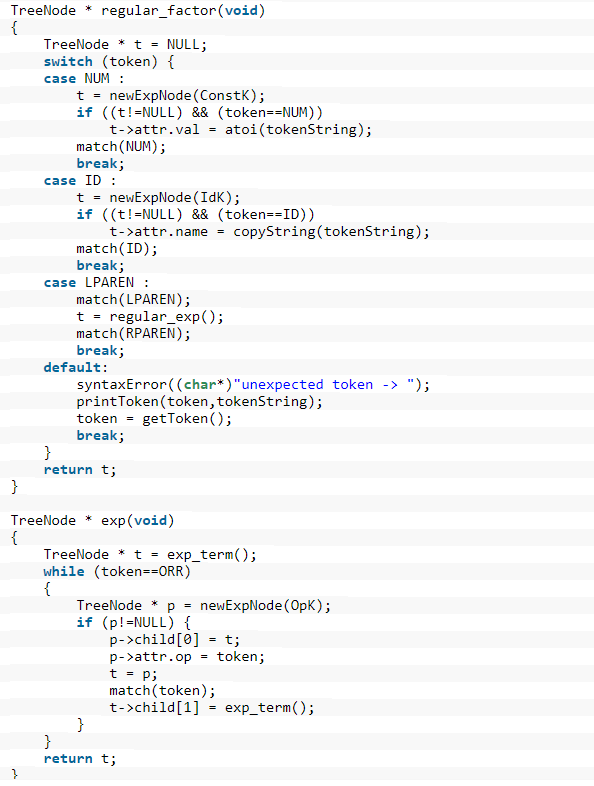 TreeNode * regular_factor(void)
{
    TreeNode * t = NULL;
    switch (token) {
    case NUM :
        t = newExpNode(ConstK);
        if ((t!=NULL) && (token==NUM))
            t->attr.val = atoi(tokenString);
        match(NUM);
        break;
    case ID :
        t = newExpNode(IdK);
        if ((t!=NULL) && (token==ID))
            t->attr.name = copyString(tokenString);
        match(ID);
        break;
    case LPAREN :
        match(LPAREN);
        t = regular_exp();
        match(RPAREN);
        break;
    default:
        syntaxError((char*)"unexpected token -> ");
        printToken(token,tokenString);
        token = getToken();
        break;
    }
    return t;
}

TreeNode * exp(void)
{
    TreeNode * t = exp_term();
    while (token==ORR)
    {
        TreeNode * p = newExpNode(OpK);
        if (p!=NULL) {
            p->child[0] = t;
            p->attr.op = token;
            t = p;
            match(token);
            t->child[1] = exp_term();
        }
    }
    return t;
}